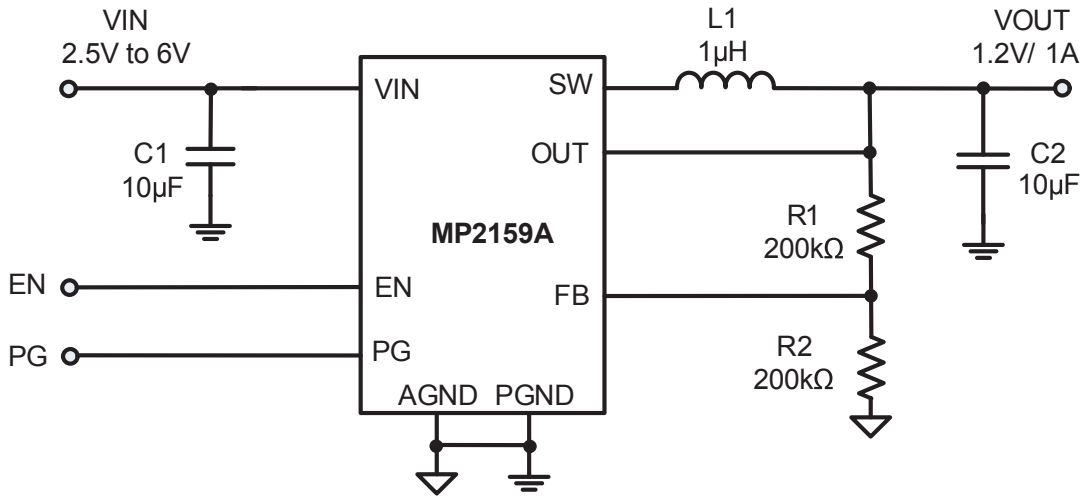 VIN
2.5V to 6V
L1
1µH
VOUT
1.2V/ 1A
VIN
SW
C1
10µF
OUT
C2
10µF
MP2159A
R1
200kΩ
EN
EN
FB
PG
PG
R2
200kΩ
AGND
PGND